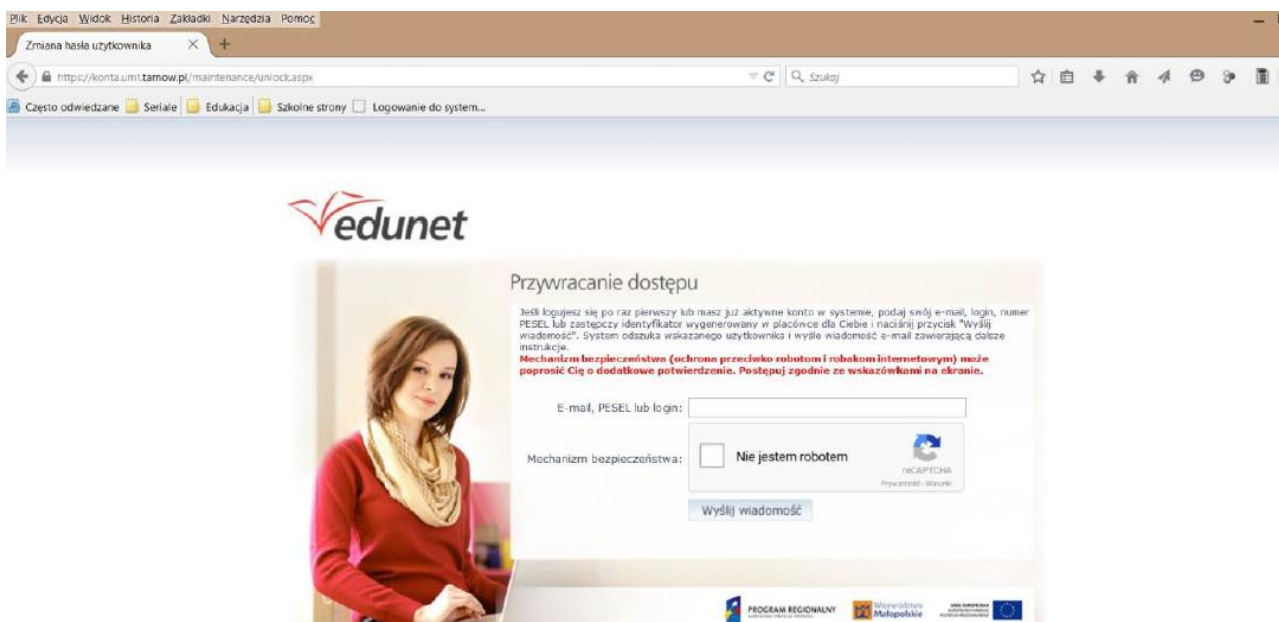 Plik Edycja Widok Historia Zakładki Narzędzia Pomoc
Zmiana hasła użytkownika
https://konta.umt.tarnow.pl/maintenance/unlock.aspx
Szukaj
Często odwiedzane Seriale Edukacja Szkolne strony Logowanie do system...
edunet
Przywracanie dostępu
Jeśli logujesz się po raz pierwszy lub masz już aktywne konto w systemie, podaj swój e-mail, login, numer
PESEL lub zastępczy identyfikator wygenerowany w placówce dla Ciebie i naciśnij przycisk "Wyślij
wiadomość". System odszuka wskazanego użytkownika i wyśle wiadomość e-mail zawierającą dalsze
instrukcje.
Mechanizm bezpieczeństwa (ochrona przeciwko robotom i robakom internetowym) może
poprosić Cię o dodatkowe potwierdzenie. Postępuj zgodnie ze wskazówkami na ekranie.
E-mail, PESEL lub login:
Mechanizm bezpieczeństwa:
Nie jestem robotem
reCAPTCHA
Prywatność - Warunki
Wyślij wiadomość
PROGRAM REGIONALNY
Województwo
Małopolskie
UNIA EUROPEJSKA